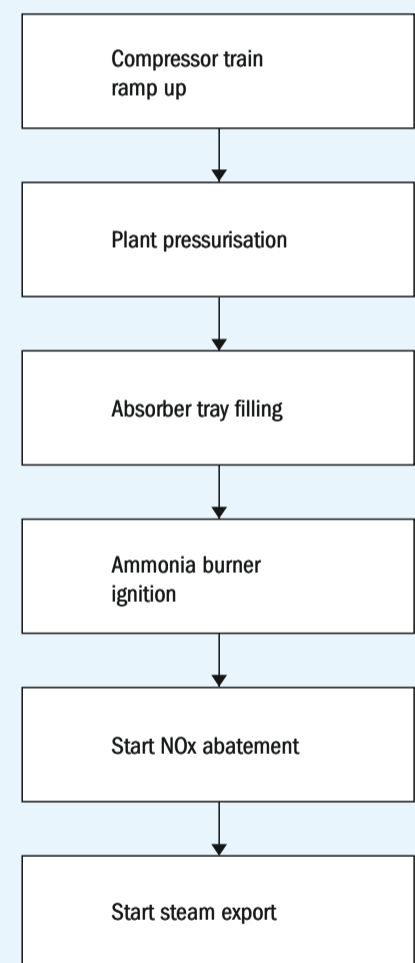 Compressor train
ramp up
Plant pressurisation
Absorber tray filling
Ammonia burner
ignition
Start NOx abatement
Start steam export